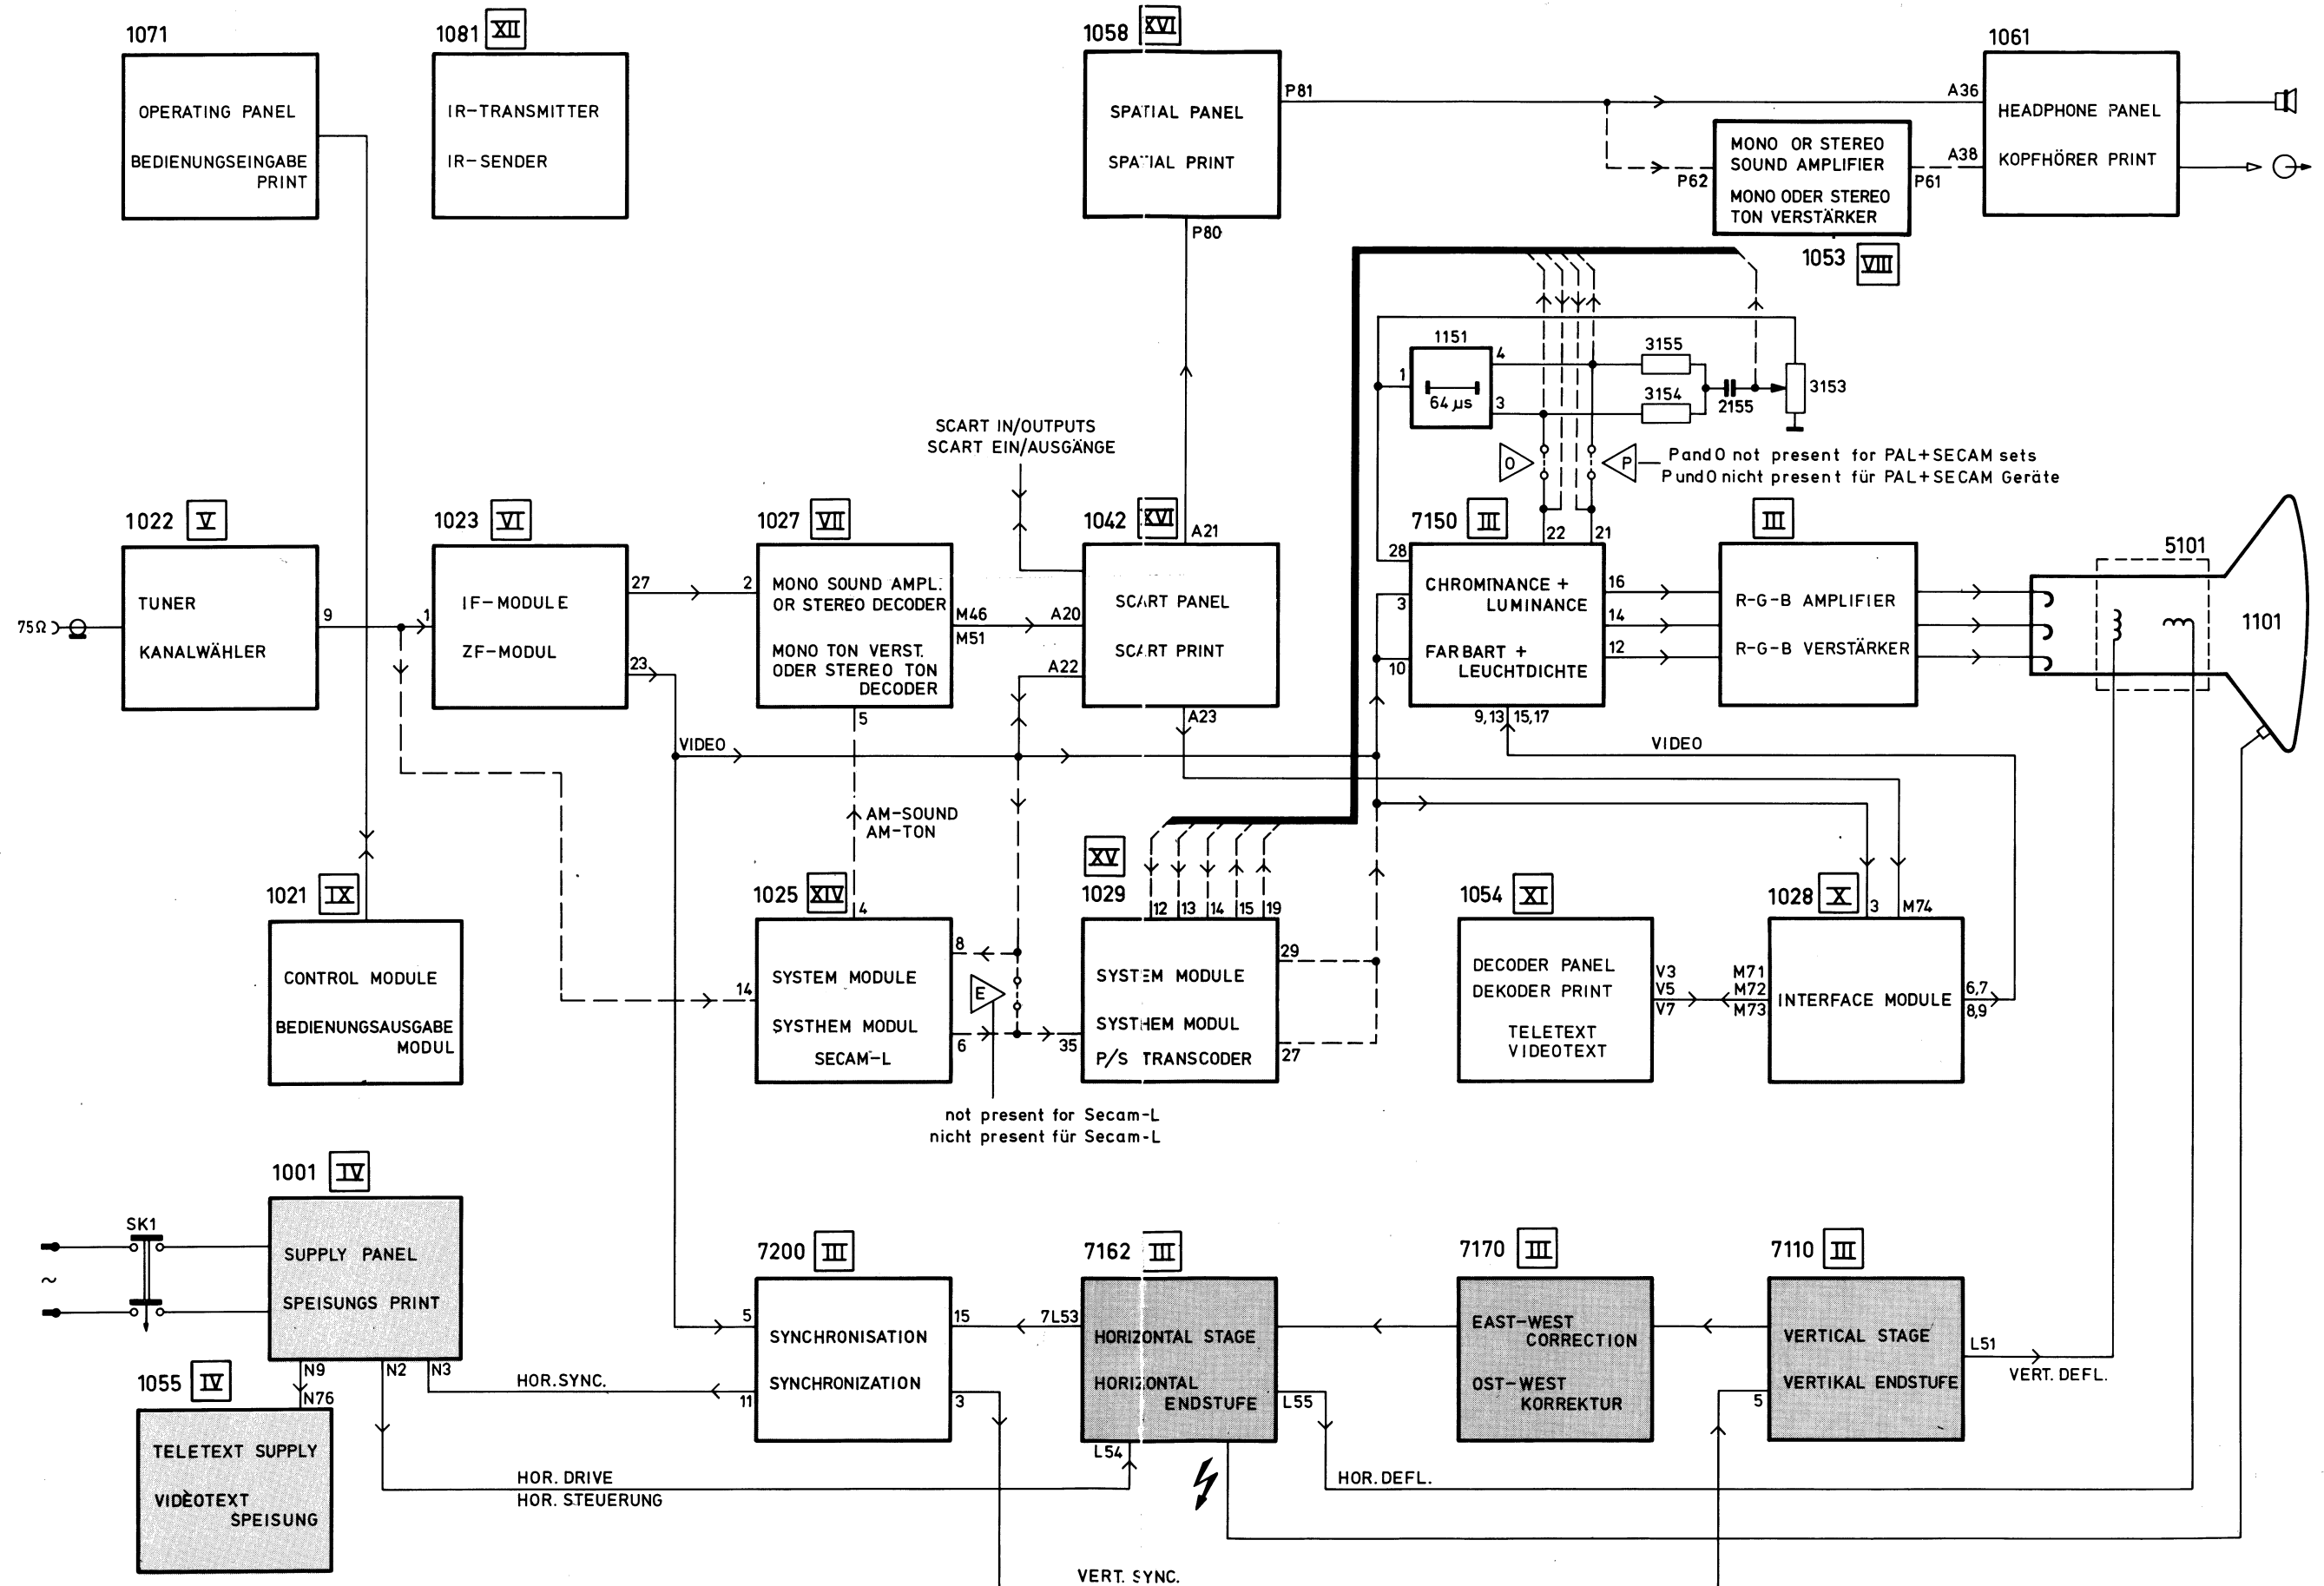 1071
OPERATING PANEL
BEDIENUNGSEINGABE
PRINT
1081 XII
IR-TRANSMITTER
IR-SENDER
1058 XVI
SPATIAL PANEL
SPATIAL PRINT
P81
P80
1061
A36
HEADPHONE PANEL
KOPFHÖRER PRINT
A38
MONO OR STEREO
SOUND AMPLIFIER
MONO ODER STEREO
TON VERSTÄRKER
P62
P61
1053 VIII
1151
4
1
64 µs
3
3155
3154
2155
3153
SCART IN/OUTPUTS
SCART EIN/AUSGÄNGE
O
P
P and O not present for PAL+SECAM sets
P und O nicht present für PAL+SECAM Geräte
1022 V
TUNER
KANALWÄHLER
75Ω
9
1023 VI
1
IF-MODULE
ZF-MODUL
27
23
1027 VII
2
MONO SOUND AMPL.
OR STEREO DECODER
MONO TON VERST.
ODER STEREO TON
DECODER
M46
M51
5
1042 XVI
A21
A20
A22
SCART PANEL
SCART PRINT
A23
7150 III
22
21
28
3
10
CHROMINANCE +
LUMINANCE
FARBART +
LEUCHTDICHTE
16
14
12
9,13
15,17
III
R-G-B AMPLIFIER
R-G-B VERSTÄRKER
5101
1101
VIDEO
VIDEO
AM-SOUND
AM-TON
1021 IX
CONTROL MODULE
BEDIENUNGSAUSGABE
MODUL
1025 XIV
4
14
SYSTEM MODULE
SYSTHEM MODUL
SECAM-L
8
6
E
not present for Secam-L
nicht present für Secam-L
XV
1029
12
13
14
15
19
35
SYSTEM MODULE
SYSTHEM MODUL
P/S TRANSCODER
29
27
1054 XI
DECODER PANEL
DEKODER PRINT
TELETEXT
VIDEOTEXT
V3
V5
V7
1028 X
3
M74
M71
M72
M73
INTERFACE MODULE
6,7
8,9
1001 IV
SK1
~
SUPPLY PANEL
SPEISUNGS PRINT
N9
N2
N3
N76
1055 IV
TELETEXT SUPPLY
VIDEOTEXT
SPEISUNG
HOR.SYNC.
HOR. DRIVE
HOR. STEUERUNG
7200 III
5
SYNCHRONISATION
SYNCHRONIZATION
15
11
3
7162 III
7L53
HORIZONTAL STAGE
HORIZONTAL
ENDSTUFE
L55
L54
HOR.DEFL.
7170 III
EAST-WEST
CORRECTION
OST-WEST
KORREKTUR
7110 III
VERTICAL STAGE
VERTIKAL ENDSTUFE
5
L51
VERT. DEFL.
VERT. SYNC.